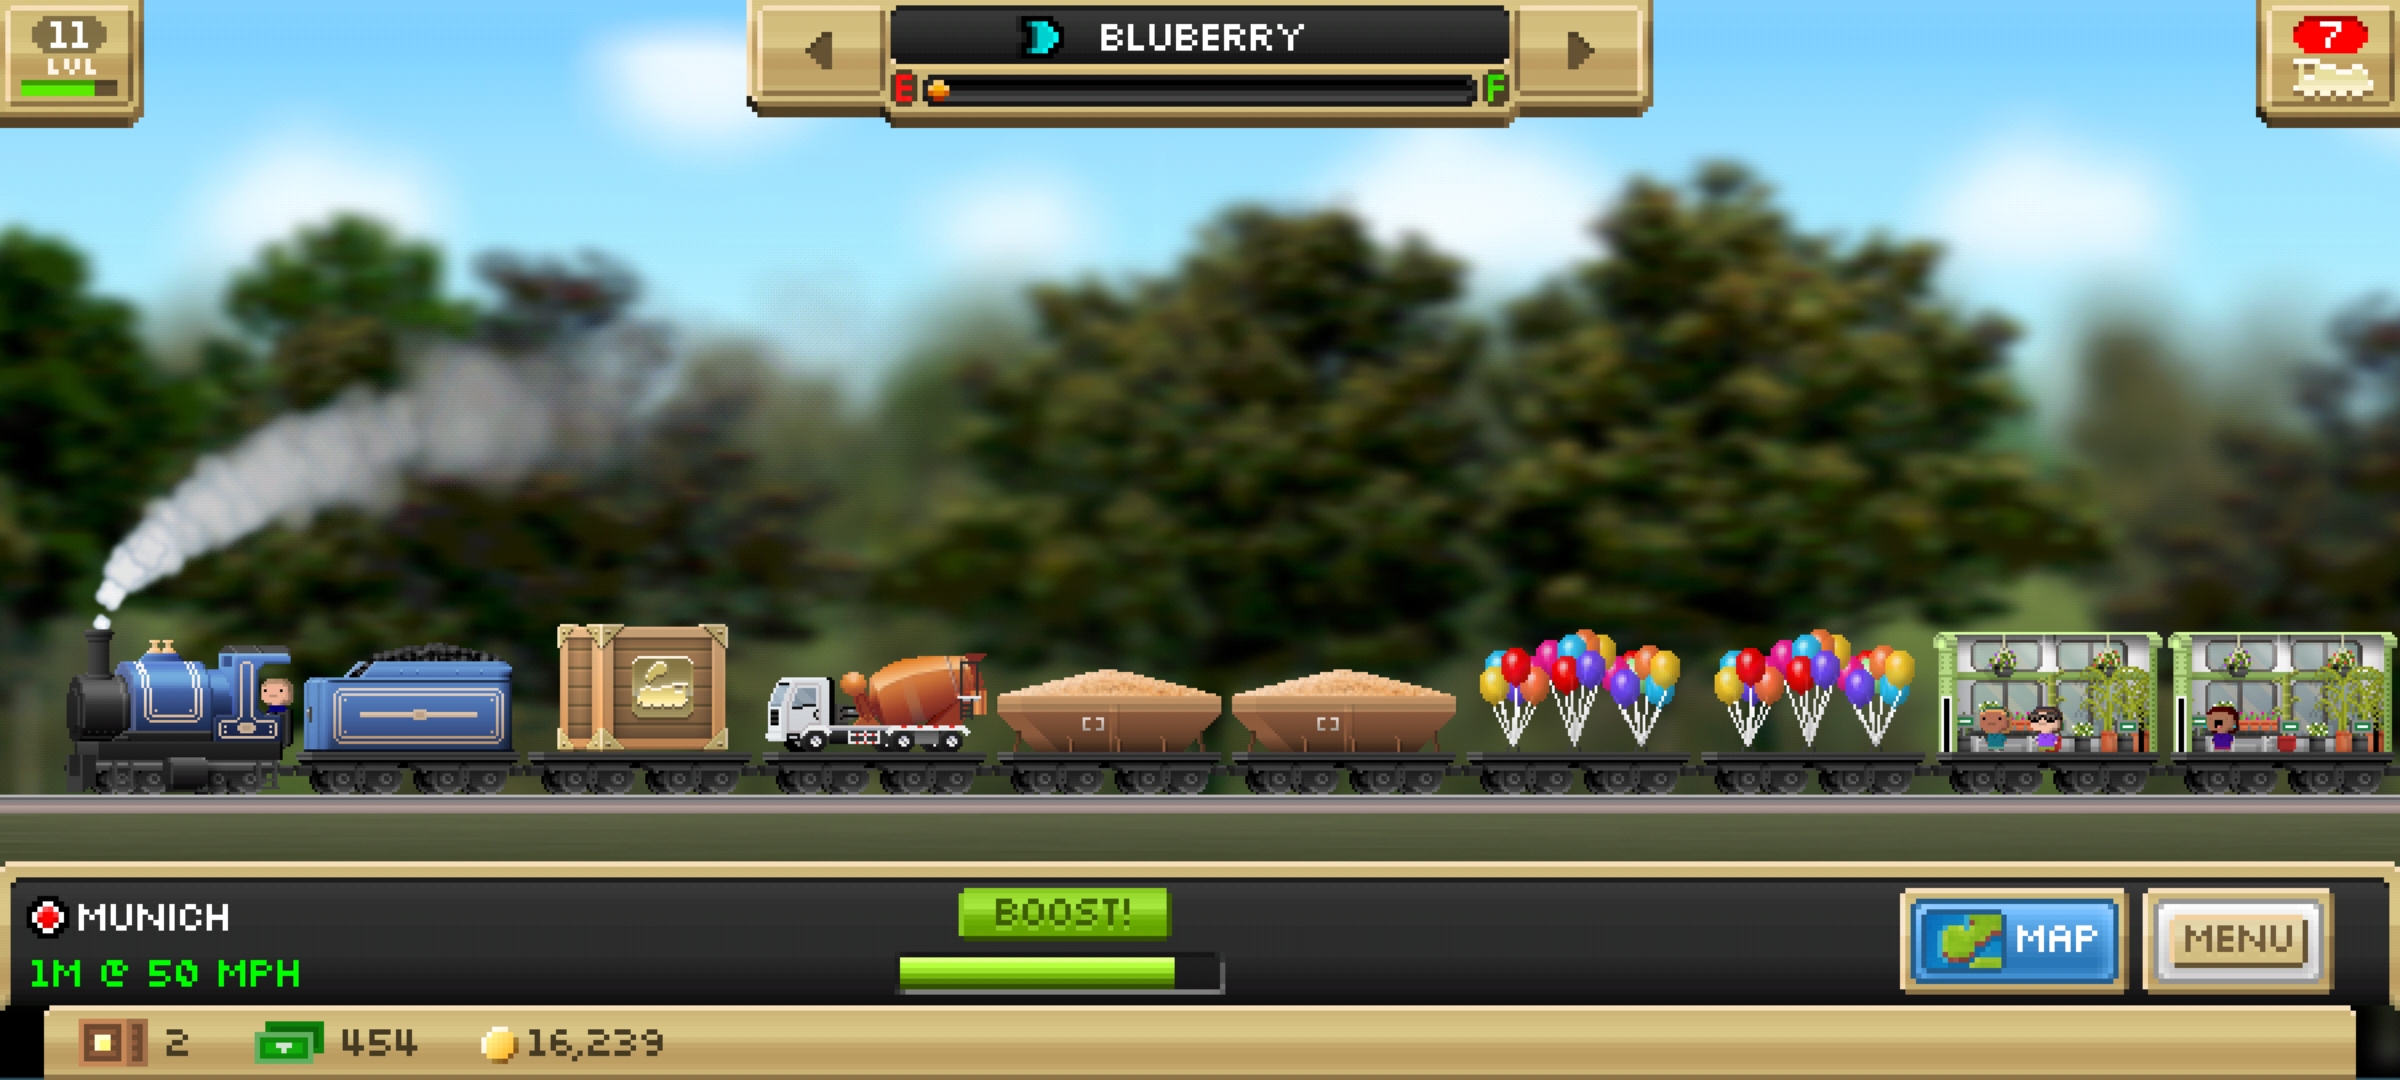 11
LVL
BLUBERRY
E
F
7
MUNICH
1M @ 50 MPH
BOOST!
MAP
MENU
2
454
16,239